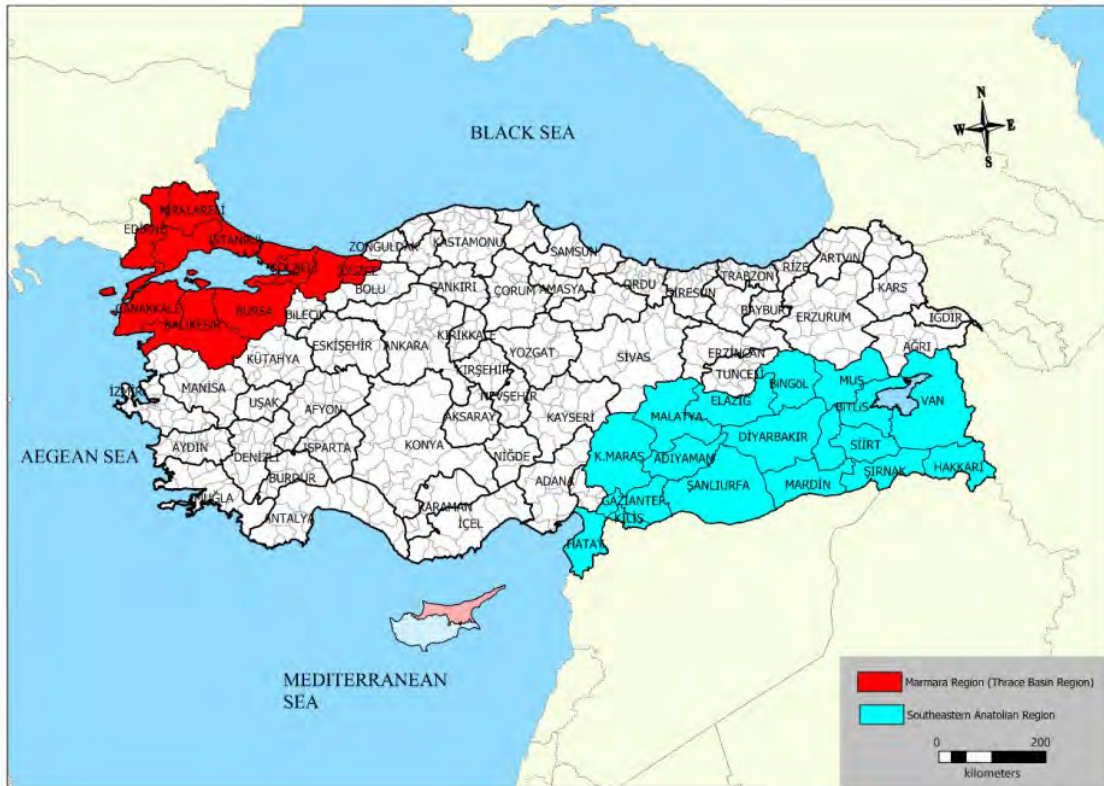 BLACK SEA
N
W E
S
KIRKLARELİ
EDİRNE
İSTANBUL
KOCAELİ
DÜZCE
ZONGULDAK
KASTAMONU
SAMSUN
ÇANKIRI
ÇORUM
AMASYA
ORDU
GİRESUN
TRABZON
RİZE
ARTVİN
KARS
BAYBURT
ERZURUM
IĞDIR
AĞRI
BOLU
ÇANAKKALE
BALIKESİR
BURSA
BİLECİK
ESKİŞEHİR
ANKARA
KIRIKKALE
YOZGAT
SİVAS
ERZİNCAN
TUNCELİ
KÜTAHYA
KIRŞEHİR
NEVŞEHİR
İZMİR
MANİSA
UŞAK
AFYON
AKSARAY
KAYSERİ
MALATYA
ELAZIĞ
BİNGÖL
MUŞ
BİTLİS
VAN
AEGEAN SEA
AYDIN
DENİZLİ
ISPARTA
KONYA
NİĞDE
K.MARAŞ
ADIYAMAN
DİYARBAKIR
SİİRT
ŞIRNAK
HAKKARİ
MUĞLA
BURDUR
ANTALYA
KARAMAN
İÇEL
ADANA
GAZİANTEP
KİLİS
ŞANLIURFA
MARDİN
HATAY
MEDITERRANEAN
SEA
Marmara Region (Thrace Basin Region)
Southeastern Anatolian Region
0 200
kilometers